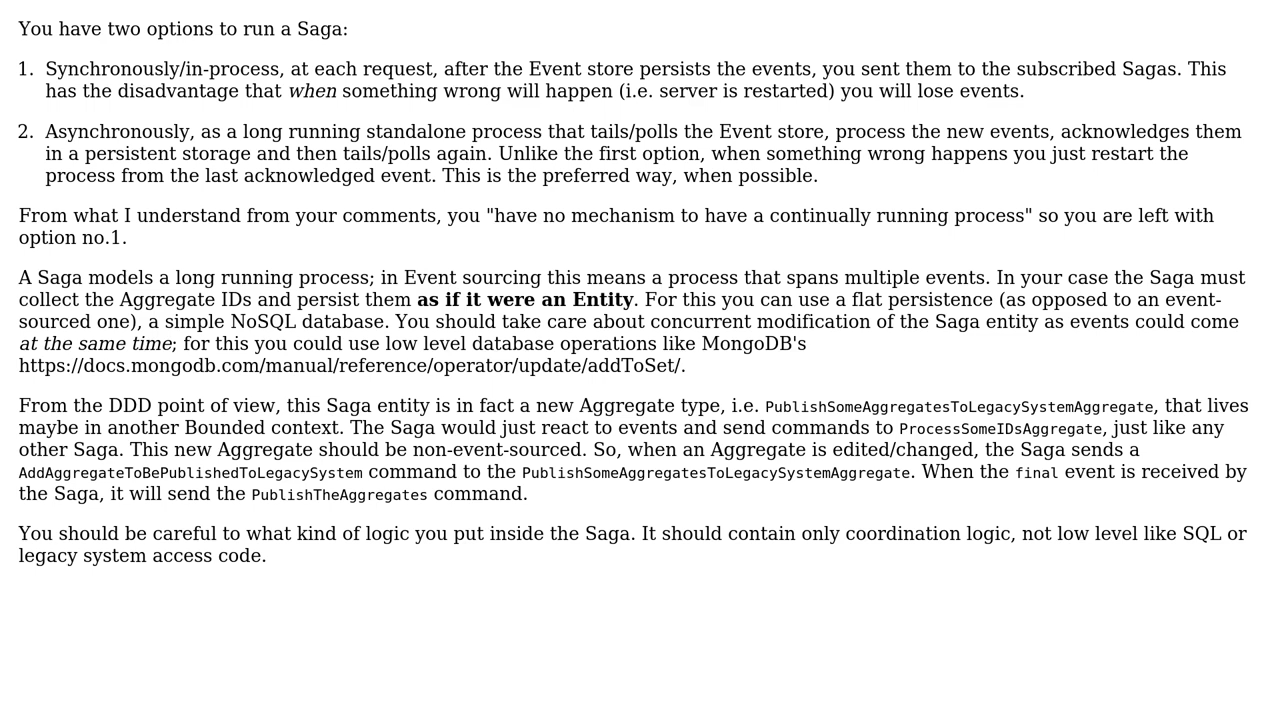 You have two options to run a Saga:
1. Synchronously/in-process, at each request, after the Event store persists the events, you sent them to the subscribed Sagas. This
has the disadvantage that when something wrong will happen (i.e. server is restarted) you will lose events.
2. Asynchronously, as a long running standalone process that tails/polls the Event store, process the new events, acknowledges them
in a persistent storage and then tails/polls again. Unlike the first option, when something wrong happens you just restart the
process from the last acknowledged event. This is the preferred way, when possible.
From what I understand from your comments, you "have no mechanism to have a continually running process" so you are left with
option no.1.
A Saga models a long running process; in Event sourcing this means a process that spans multiple events. In your case the Saga must
collect the Aggregate IDs and persist them as if it were an Entity. For this you can use a flat persistence (as opposed to an event-
sourced one), a simple NoSQL database. You should take care about concurrent modification of the Saga entity as events could come
at the same time; for this you could use low level database operations like MongoDB's
https://docs.mongodb.com/manual/reference/operator/update/addToSet/.
From the DDD point of view, this Saga entity is in fact a new Aggregate type, i.e. PublishSomeAggregatesToLegacySystemAggregate, that lives
maybe in another Bounded context. The Saga would just react to events and send commands to ProcessSomeIDsAggregate, just like any
other Saga. This new Aggregate should be non-event-sourced. So, when an Aggregate is edited/changed, the Saga sends a
AddAggregateToBePublishedToLegacySystem command to the PublishSomeAggregatesToLegacySystemAggregate. When the final event is received by
the Saga, it will send the PublishTheAggregates command.
You should be careful to what kind of logic you put inside the Saga. It should contain only coordination logic, not low level like SQL or
legacy system access code.